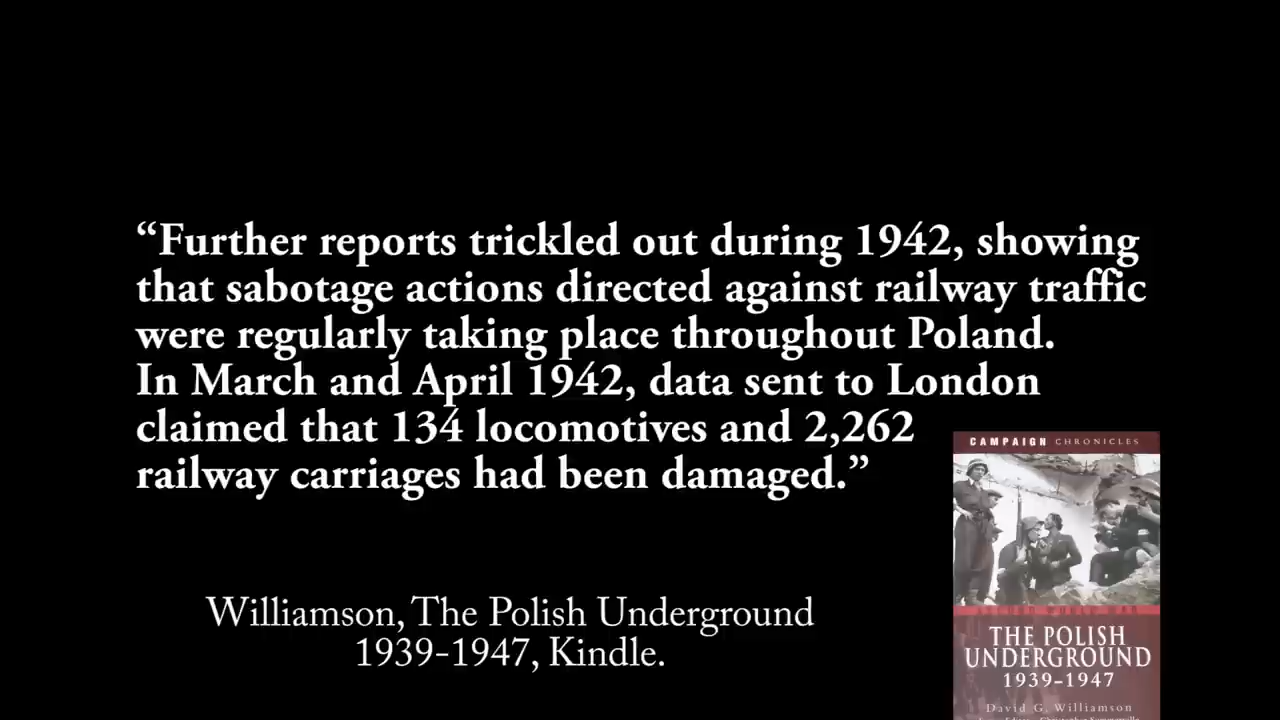 “Further reports trickled out during 1942, showing
that sabotage actions directed against railway traffic
were regularly taking place throughout Poland.
In March and April 1942, data sent to London
claimed that 134 locomotives and 2,262
railway carriages had been damaged.”
Williamson, The Polish Underground
1939-1947, Kindle.
CAMPAIGN CHRONICLES
SECOND WORLD WAR
THE POLISH
UNDERGROUND
1939–1947
David G. Williamson